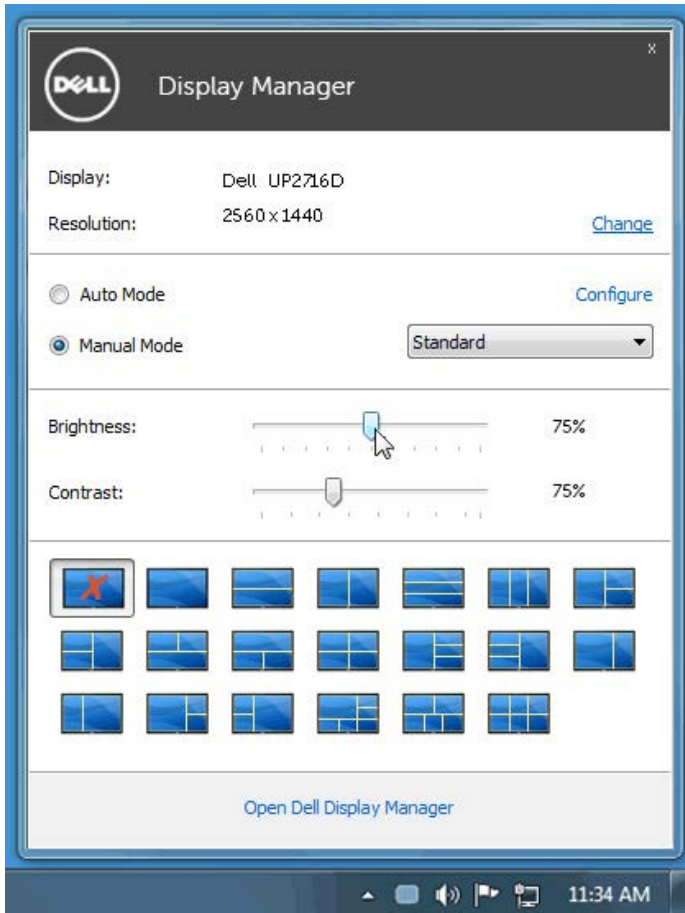 x
DELL Display Manager
Display: Dell UP2716D
Resolution: 2560 x 1440 Change
Auto Mode Configure
Manual Mode Standard
Brightness: 75%
Contrast: 75%
Open Dell Display Manager
11:34 AM